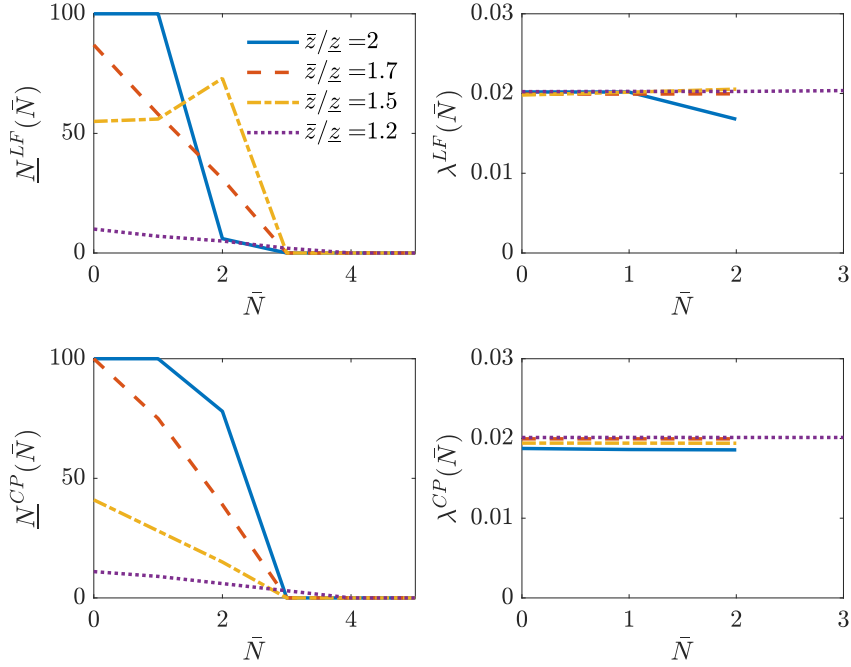 100
50
0
0 2 4
N̄
N̲^{LF}(N̄)
z̄/z̲ =2
z̄/z̲ =1.7
z̄/z̲ =1.5
z̄/z̲ =1.2
0.03
0.02
0.01
0
0 1 2 3
N̄
λ^{LF}(N̄)
100
50
0
0 2 4
N̄
N̲^{CP}(N̄)
0.03
0.02
0.01
0
0 1 2 3
N̄
λ^{CP}(N̄)